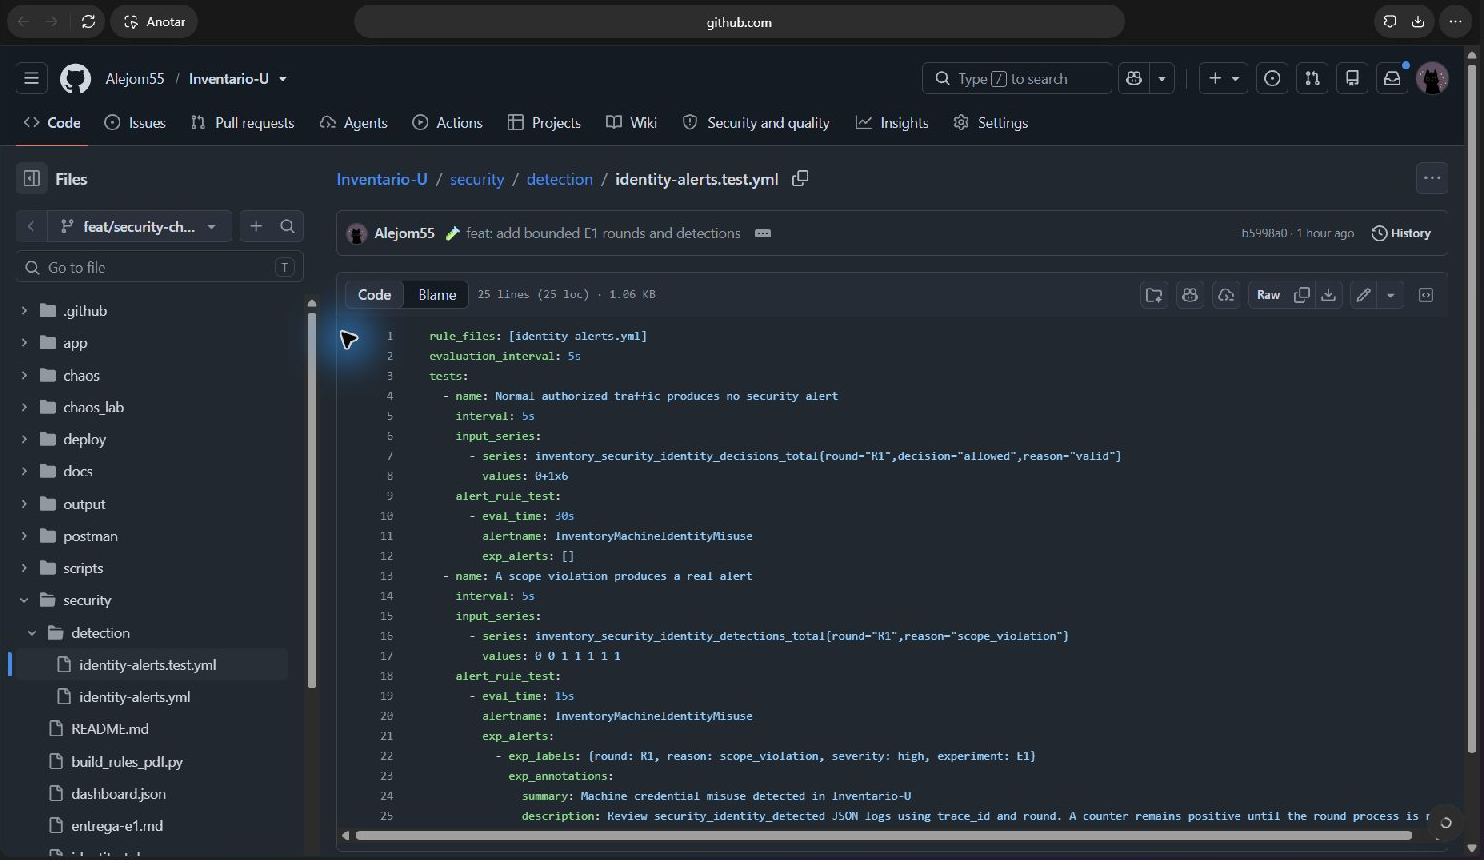 Anotar
github.com
Alejom55 / Inventario-U
Type / to search
Code
Issues
Pull requests
Agents
Actions
Projects
Wiki
Security and quality
Insights
Settings
Files
Inventario-U / security / detection / identity-alerts.test.yml
feat/security-ch...
Alejom55 feat: add bounded E1 rounds and detections
b5998a0 · 1 hour ago
History
Go to file
T
Code
Blame
25 lines (25 loc) · 1.06 KB
Raw
.github
app
chaos
chaos_lab
deploy
docs
output
postman
scripts
security
detection
identity-alerts.test.yml
identity-alerts.yml
README.md
build_rules_pdf.py
dashboard.json
entrega-e1.md
1 rule_files: [identity-alerts.yml]
2 evaluation_interval: 5s
3 tests:
4 - name: Normal authorized traffic produces no security alert
5 interval: 5s
6 input_series:
7 - series: inventory_security_identity_decisions_total{round="R1",decision="allowed",reason="valid"}
8 values: 0+1x6
9 alert_rule_test:
10 - eval_time: 30s
11 alertname: InventoryMachineIdentityMisuse
12 exp_alerts: []
13 - name: A scope violation produces a real alert
14 interval: 5s
15 input_series:
16 - series: inventory_security_identity_detections_total{round="R1",reason="scope_violation"}
17 values: 0 0 1 1 1 1 1
18 alert_rule_test:
19 - eval_time: 15s
20 alertname: InventoryMachineIdentityMisuse
21 exp_alerts:
22 - exp_labels: {round: R1, reason: scope_violation, severity: high, experiment: E1}
23 exp_annotations:
24 summary: Machine credential misuse detected in Inventario-U
25 description: Review security_identity_detected JSON logs using trace_id and round. A counter remains positive until the round process is